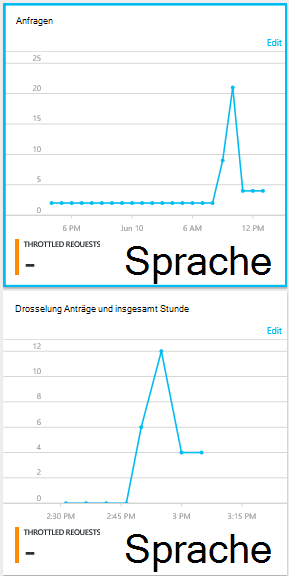 Anfragen
Edit
25
20
15
10
5
0
6 PM Jun 10 6 AM 12 PM
THROTTLED REQUESTS
-
Sprache
Drosselung Anträge und insgesamt Stunde
Edit
12
10
8
6
4
2
0
2:30 PM 2:45 PM 3 PM 3:15 PM
THROTTLED REQUESTS
-
Sprache